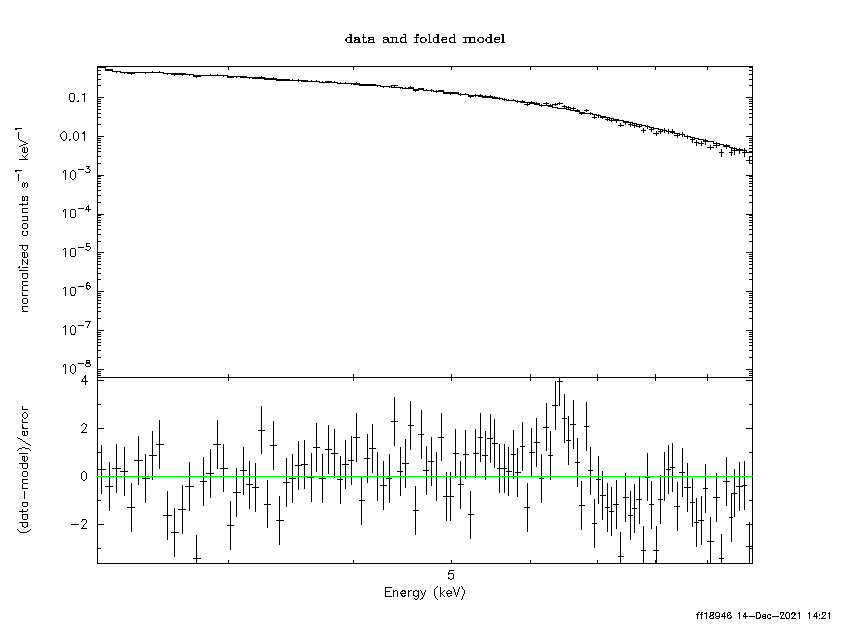 data and folded model
normalized counts s⁻¹ keV⁻¹
0.1
0.01
10⁻³
10⁻⁴
10⁻⁵
10⁻⁶
10⁻⁷
10⁻⁸
(data-model)/error
4
2
0
-2
5
Energy (keV)
ff18946 14-Dec-2021 14:21